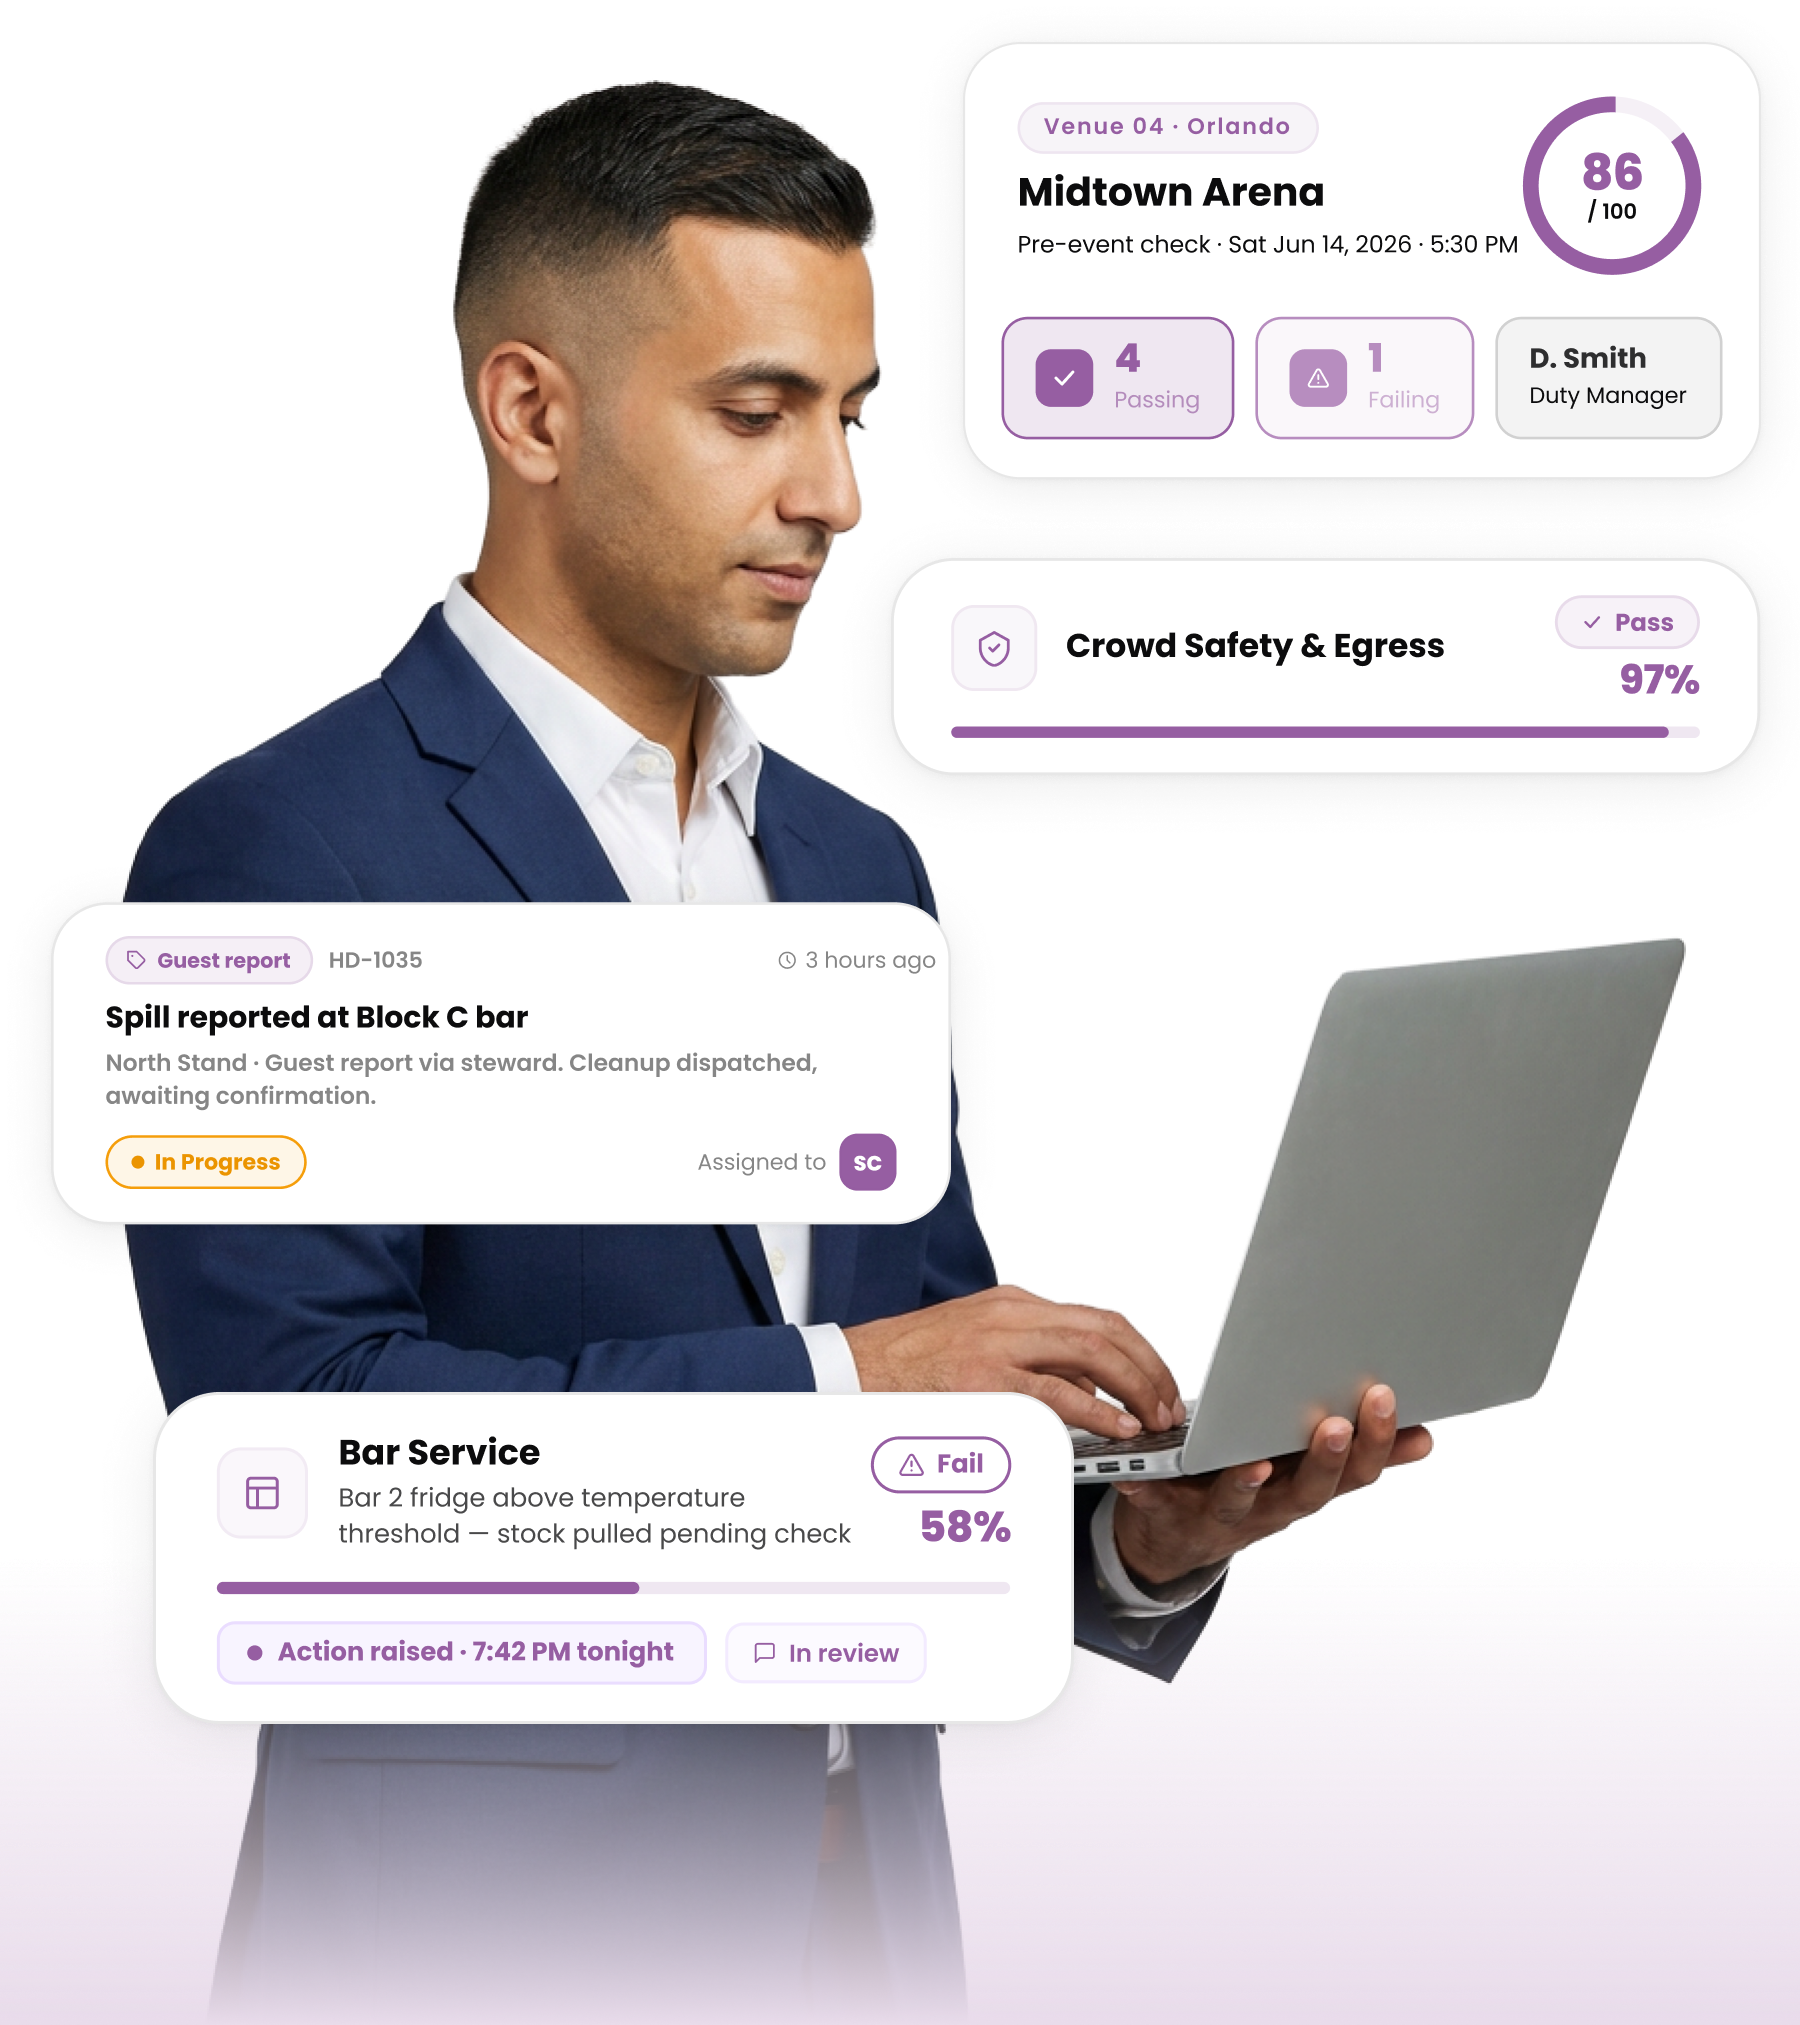 Venue 04 · Orlando
Midtown Arena
Pre-event check · Sat Jun 14, 2026 · 5:30 PM
86
/ 100
4
Passing
1
Failing
D. Smith
Duty Manager
Crowd Safety & Egress
Pass
97%
Guest report
HD-1035
3 hours ago
Spill reported at Block C bar
North Stand · Guest report via steward. Cleanup dispatched,
awaiting confirmation.
In Progress
Assigned to
SC
Bar Service
Bar 2 fridge above temperature
threshold — stock pulled pending check
Fail
58%
Action raised · 7:42 PM tonight
In review